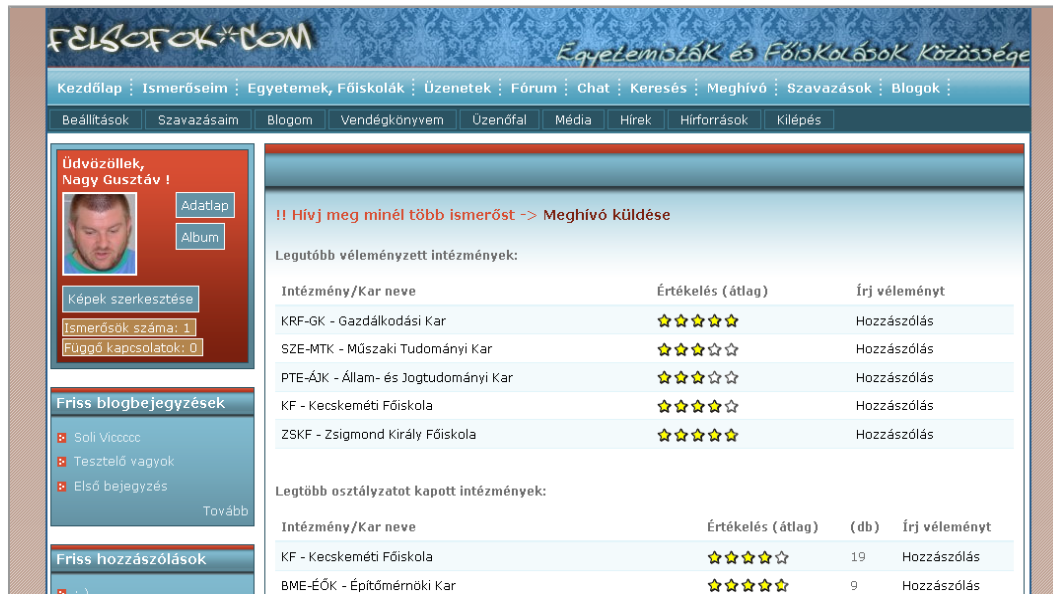 FELSOFOK*COM
Egyetemisták és Főiskolások Közössége
Kezdőlap Ismerőseim Egyetemek, Főiskolák Üzenetek Fórum Chat Keresés Meghívó Szavazások Blogok
Beállítások Szavazásaim Blogom Vendégkönyvem Üzenőfal Média Hírek Hírforrások Kilépés
Üdvözöllek,
Nagy Gusztáv !
Adatlap
Album
Képek szerkesztése
Ismerősök száma: 1
Függő kapcsolatok: 0
Friss blogbejegyzések
Soli Viccccc
Tesztelő vagyok
Első bejegyzés
Tovább
Friss hozzászólások
:-)
!! Hívj meg minél több ismerőst -> Meghívó küldése
Legutóbb véleményzett intézmények:
Intézmény/Kar neve Értékelés (átlag) Írj véleményt
KRF-GK - Gazdálkodási Kar Hozzászólás
SZE-MTK - Műszaki Tudományi Kar Hozzászólás
PTE-ÁJK - Állam- és Jogtudományi Kar Hozzászólás
KF - Kecskeméti Főiskola Hozzászólás
ZSKF - Zsigmond Király Főiskola Hozzászólás
Legtöbb osztályzatot kapott intézmények:
Intézmény/Kar neve Értékelés (átlag) (db) Írj véleményt
KF - Kecskeméti Főiskola 19 Hozzászólás
BME-ÉŐK - Építőmérnöki Kar 9 Hozzászólás